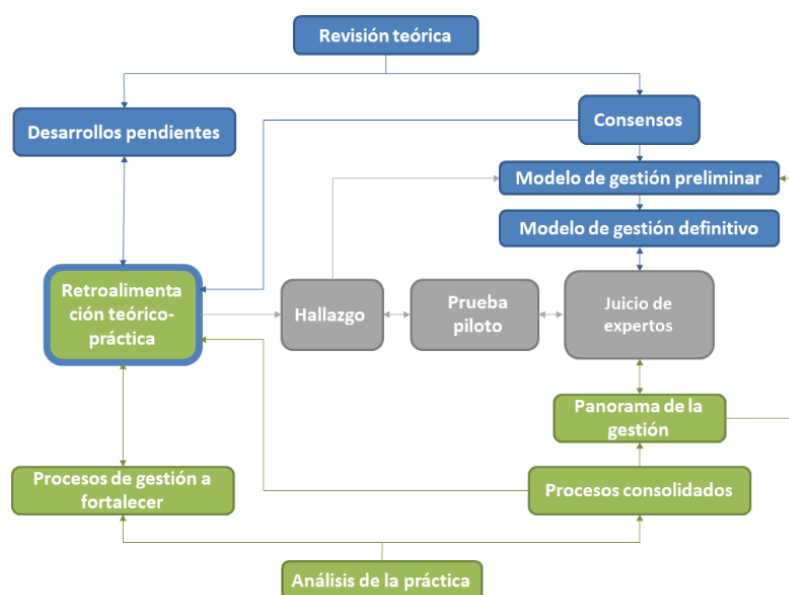 Revisión teórica
Desarrollos pendientes
Consensos
Modelo de gestión preliminar
Modelo de gestión definitivo
Retroalimenta
ción teórico-
práctica
Hallazgo
Prueba
piloto
Juicio de
expertos
Panorama de la
gestión
Procesos de gestión a
fortalecer
Procesos consolidados
Análisis de la práctica